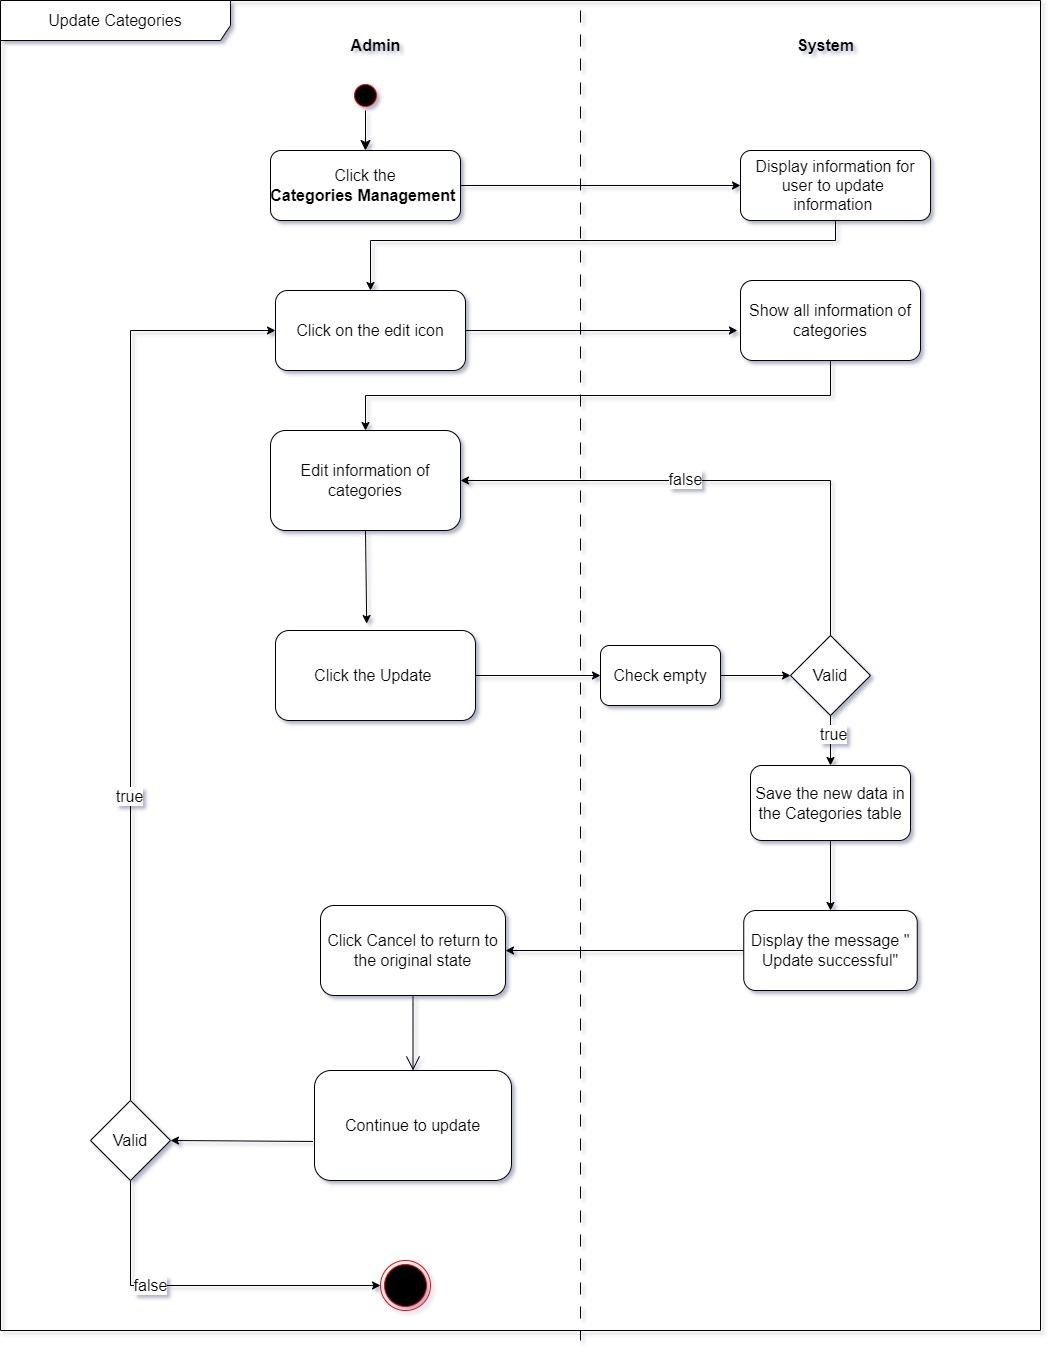 Update Categories
Admin
System
Click the
Categories Management
Display information for
user to update
information
Click on the edit icon
Show all information of
categories
Edit information of
categories
false
Click the Update
Check empty
Valid
true
Save the new data in
the Categories table
true
Click Cancel to return to
the original state
Display the message "
Update successful"
Continue to update
Valid
false